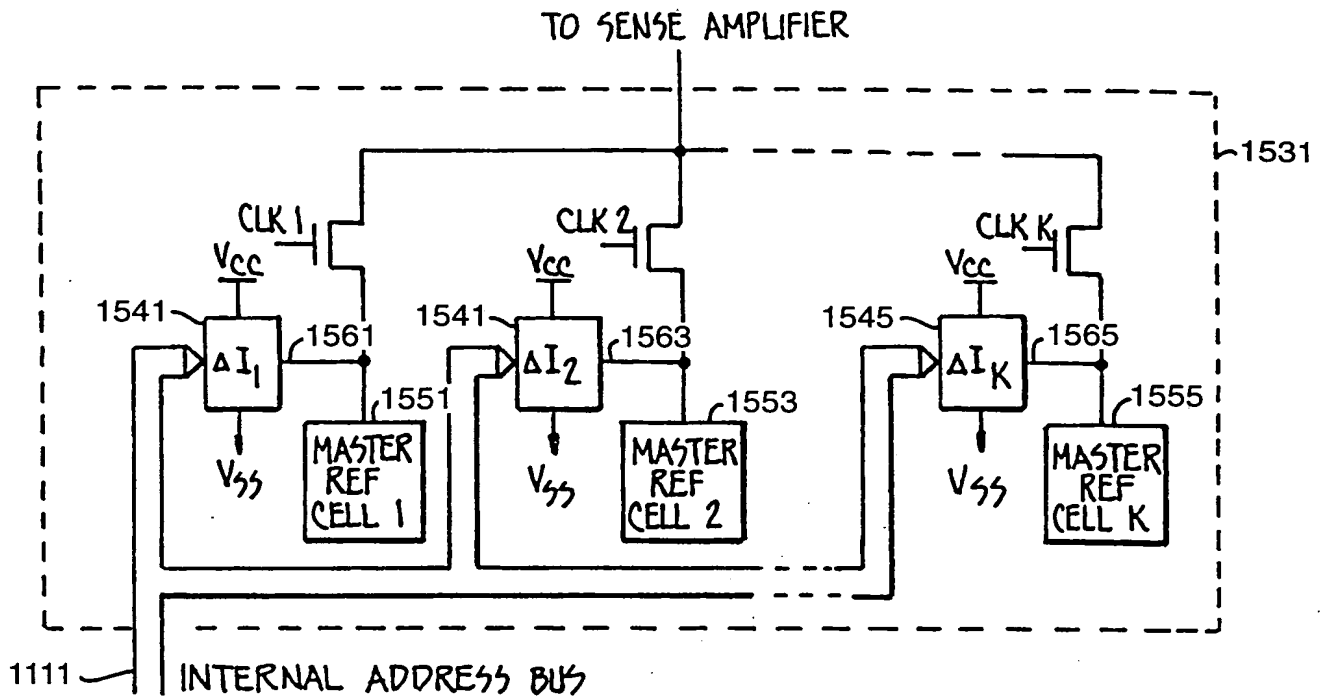 TO SENSE AMPLIFIER
1531
CLK 1
CLK 2
CLK K
VCC
VCC
VCC
1541
1541
1545
1561
1563
1565
ΔI1
ΔI2
ΔIK
1551
1553
1555
VSS
VSS
VSS
MASTER
REF
CELL 1
MASTER
REF
CELL 2
MASTER
REF
CELL K
1111
INTERNAL ADDRESS BUS